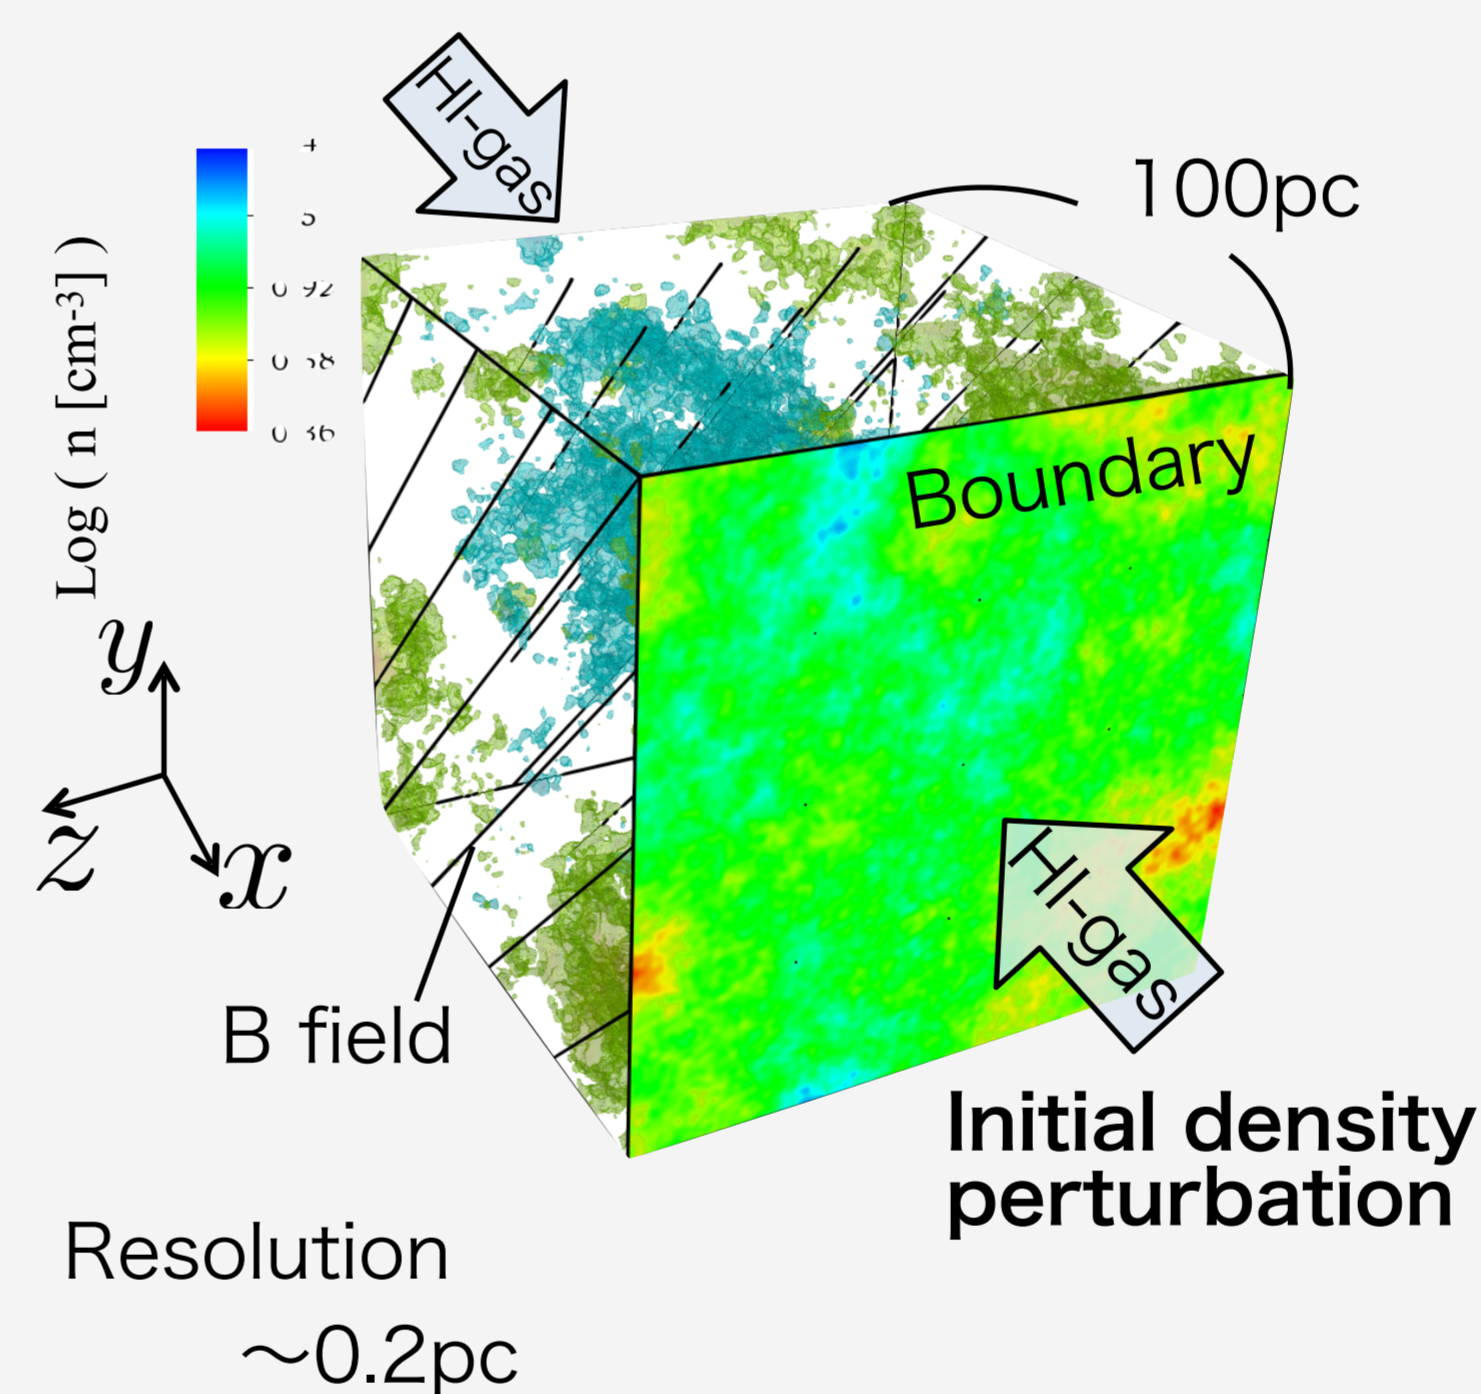 HI-gas
100pc
Log ( n [cm-3] )
Boundary
y
z
x
HI-gas
B field
Initial density
perturbation
Resolution
～0.2pc